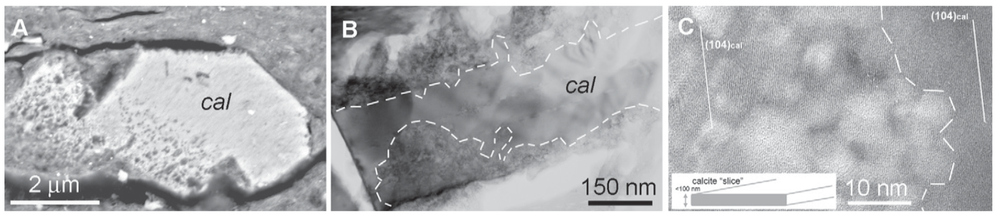 A
cal
2 μm
B
cal
150 nm
C
(104)cal
(104)cal
calcite "slice"
<100 nm
10 nm